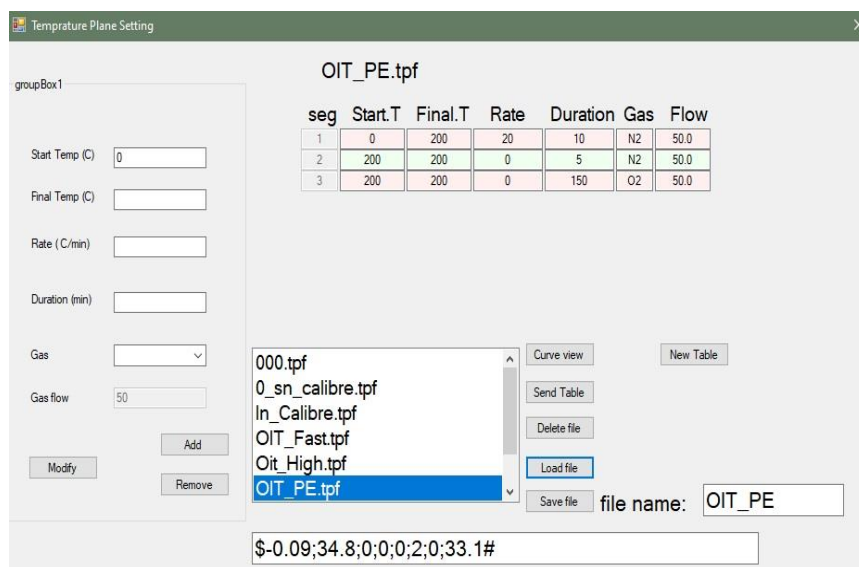 Temprature Plane Setting
groupBox1
OIT_PE.tpf
seg Start.T Final.T Rate Duration Gas Flow
1 0 200 20 10 N2 50.0
2 200 200 0 5 N2 50.0
3 200 200 0 150 O2 50.0
Start Temp (C) 0
Final Temp (C)
Rate ( C/min)
Duration (min)
Gas
Gas flow 50
Add
Modify
Remove
000.tpf
0_sn_calibre.tpf
In_Calibre.tpf
OIT_Fast.tpf
Oit_High.tpf
OIT_PE.tpf
Curve view
New Table
Send Table
Delete file
Load file
Save file
file name: OIT_PE
$-0.09;34.8;0;0;0;2;0;33.1#